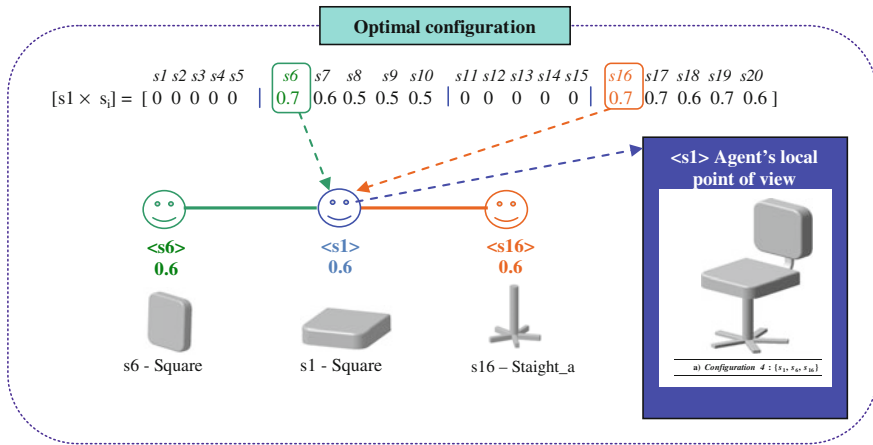 Optimal configuration
s1 s2 s3 s4 s5 s6 s7 s8 s9 s10 s11 s12 s13 s14 s15 s16 s17 s18 s19 s20
[s1 × si] = [ 0 0 0 0 0 | 0.7 0.6 0.5 0.5 0.5 | 0 0 0 0 0 | 0.7 0.7 0.6 0.7 0.6 ]
<s1> Agent's local
point of view
<s6> <s1> <s16>
0.6 0.6 0.6
s6 - Square s1 - Square s16 – Staight_a
a) Configuration 4 : {s1, s6, s16}